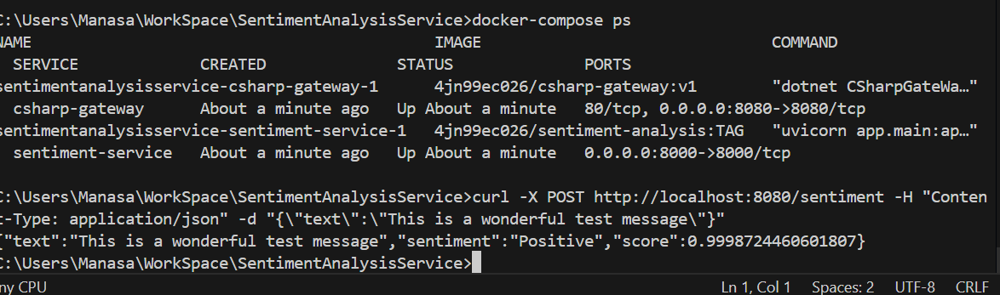 C:\Users\Manasa\WorkSpace\SentimentAnalysisService>docker-compose ps
NAME IMAGE COMMAND
SERVICE CREATED STATUS PORTS
sentimentanalysisservice-csharp-gateway-1 4jn99ec026/csharp-gateway:v1 "dotnet CSharpGateWa…"
csharp-gateway About a minute ago Up About a minute 80/tcp, 0.0.0.0:8080->8080/tcp
sentimentanalysisservice-sentiment-service-1 4jn99ec026/sentiment-analysis:TAG "uvicorn app.main:ap…"
sentiment-service About a minute ago Up About a minute 0.0.0.0:8000->8000/tcp
C:\Users\Manasa\WorkSpace\SentimentAnalysisService>curl -X POST http://localhost:8080/sentiment -H "Conten
t-Type: application/json" -d "{\"text\":\"This is a wonderful test message\"}"
{"text":"This is a wonderful test message","sentiment":"Positive","score":0.9998724460601807}
C:\Users\Manasa\WorkSpace\SentimentAnalysisService>
ny CPU Ln 1, Col 1 Spaces: 2 UTF-8 CRLF